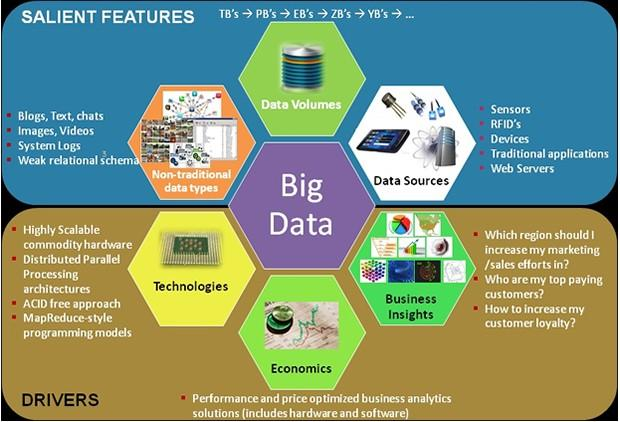 SALIENT FEATURES
TB's → PB's → EB's → ZB's → YB's → ...
Data Volumes
Blogs, Text, chats
Images, Videos
System Logs
Weak relational schema
3
Non-traditional
data types
Data Sources
Sensors
RFID's
Devices
Traditional applications
Web Servers
Big
Data
Highly Scalable
commodity hardware
Distributed Parallel
Processing
architectures
ACID free approach
MapReduce-style
programming models
Technologies
Business
Insights
Which region should I
increase my marketing
/sales efforts in?
Who are my top paying
customers?
How to increase my
customer loyalty?
Economics
DRIVERS
Performance and price optimized business analytics
solutions (includes hardware and software)